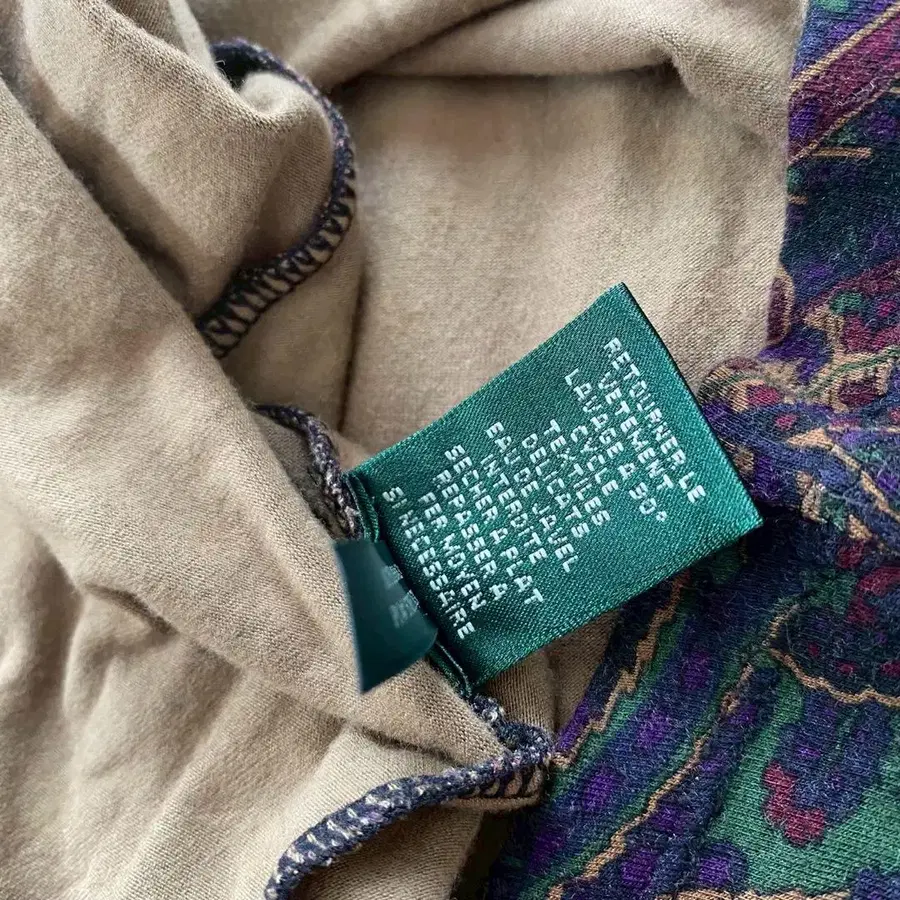 RETOURNER LE
VETEMENT
LAVAGE A 30°
CYCLE
TEXTILES
DELICATS
EAU DE JAVEL
INTERDITE
SECHER A PLAT
REPASSER A
FER MOYEN
SI NECESSAIRE